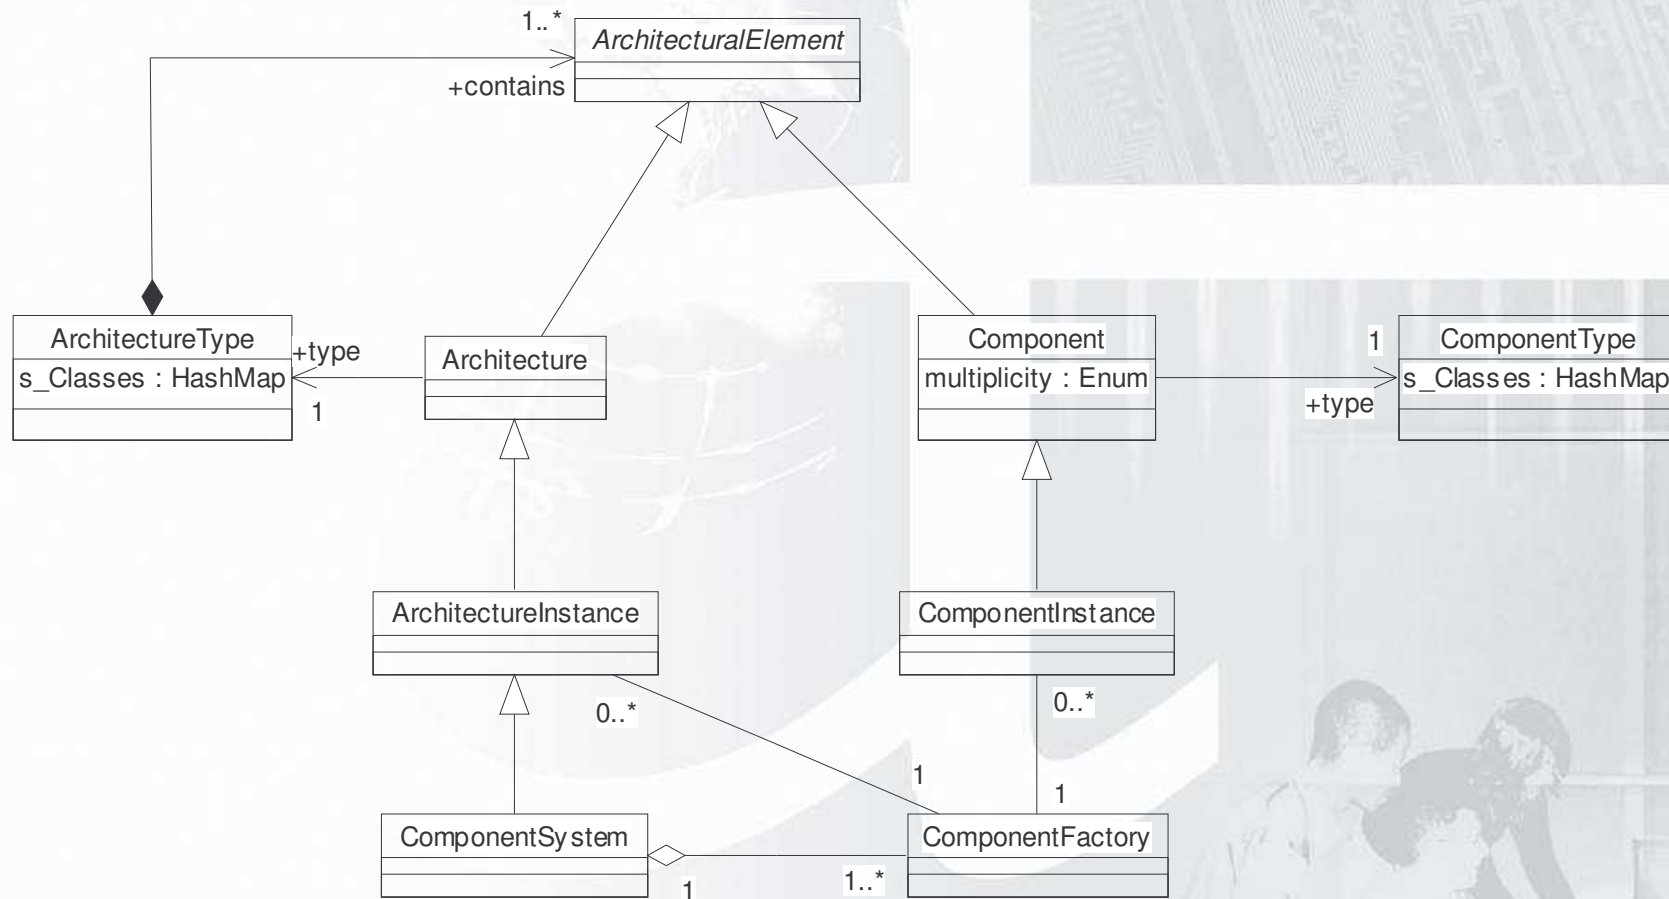 1..*
ArchitecturalElement
+contains
ArchitectureType
s_Classes : HashMap
+type
1
Architecture
Component
multiplicity : Enum
1
+type
ComponentType
s_Classes : HashMap
ArchitectureInstance
ComponentInstance
0..*
0..*
1
1
ComponentSystem
ComponentFactory
1
1..*